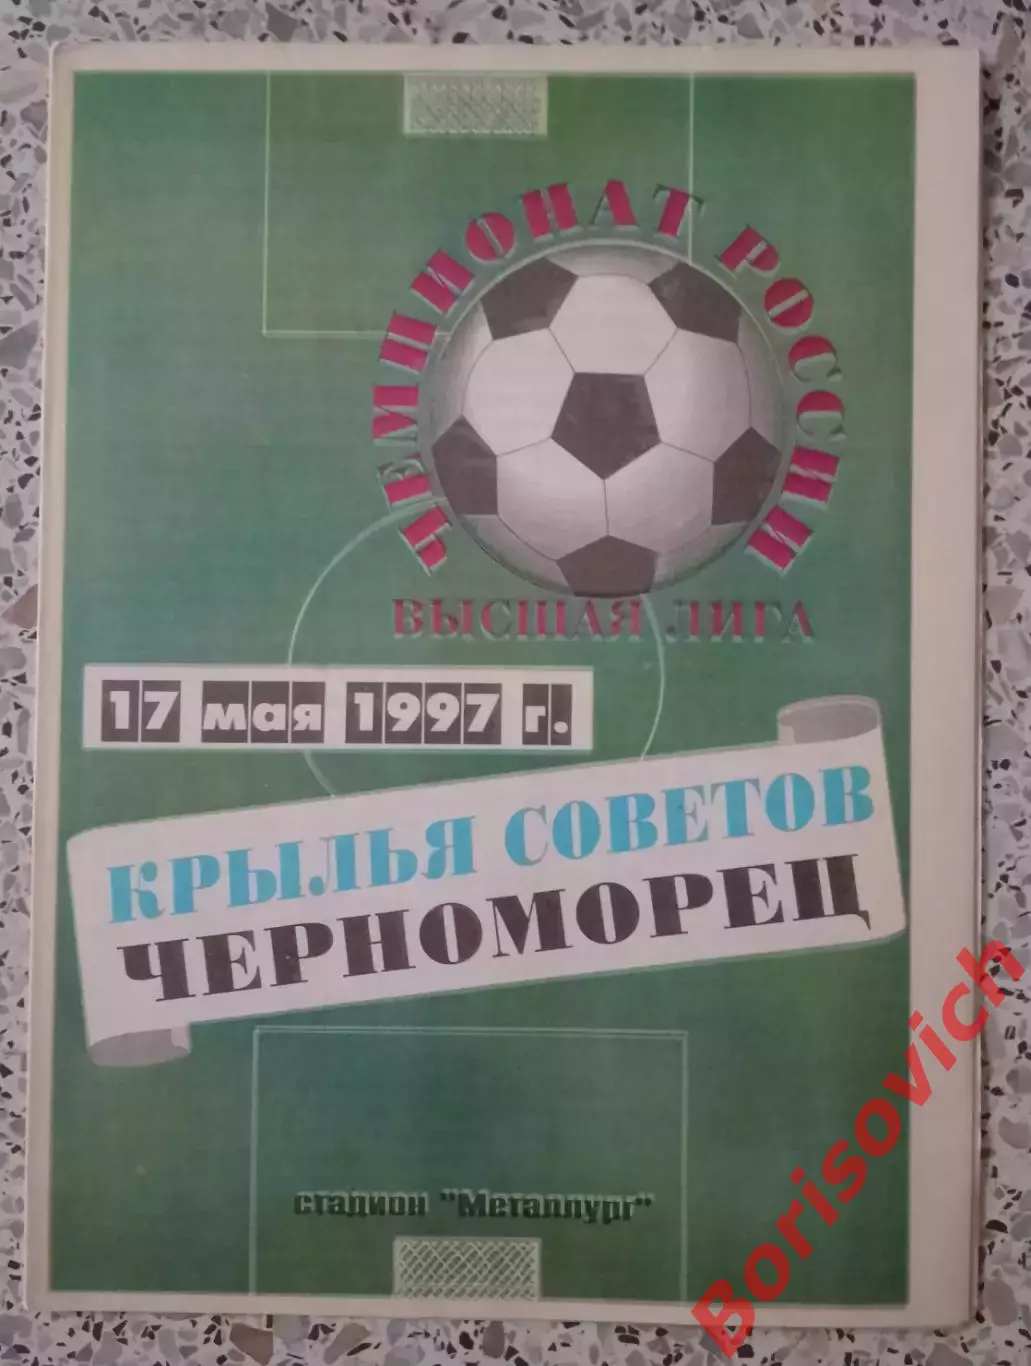 ЧЕМПИОНАТ РОССИИ
ВЫСШАЯ ЛИГА
17 мая 1997 г.
КРЫЛЬЯ СОВЕТОВ
ЧЕРНОМОРЕЦ
стадион "Металлург"
Borisovich